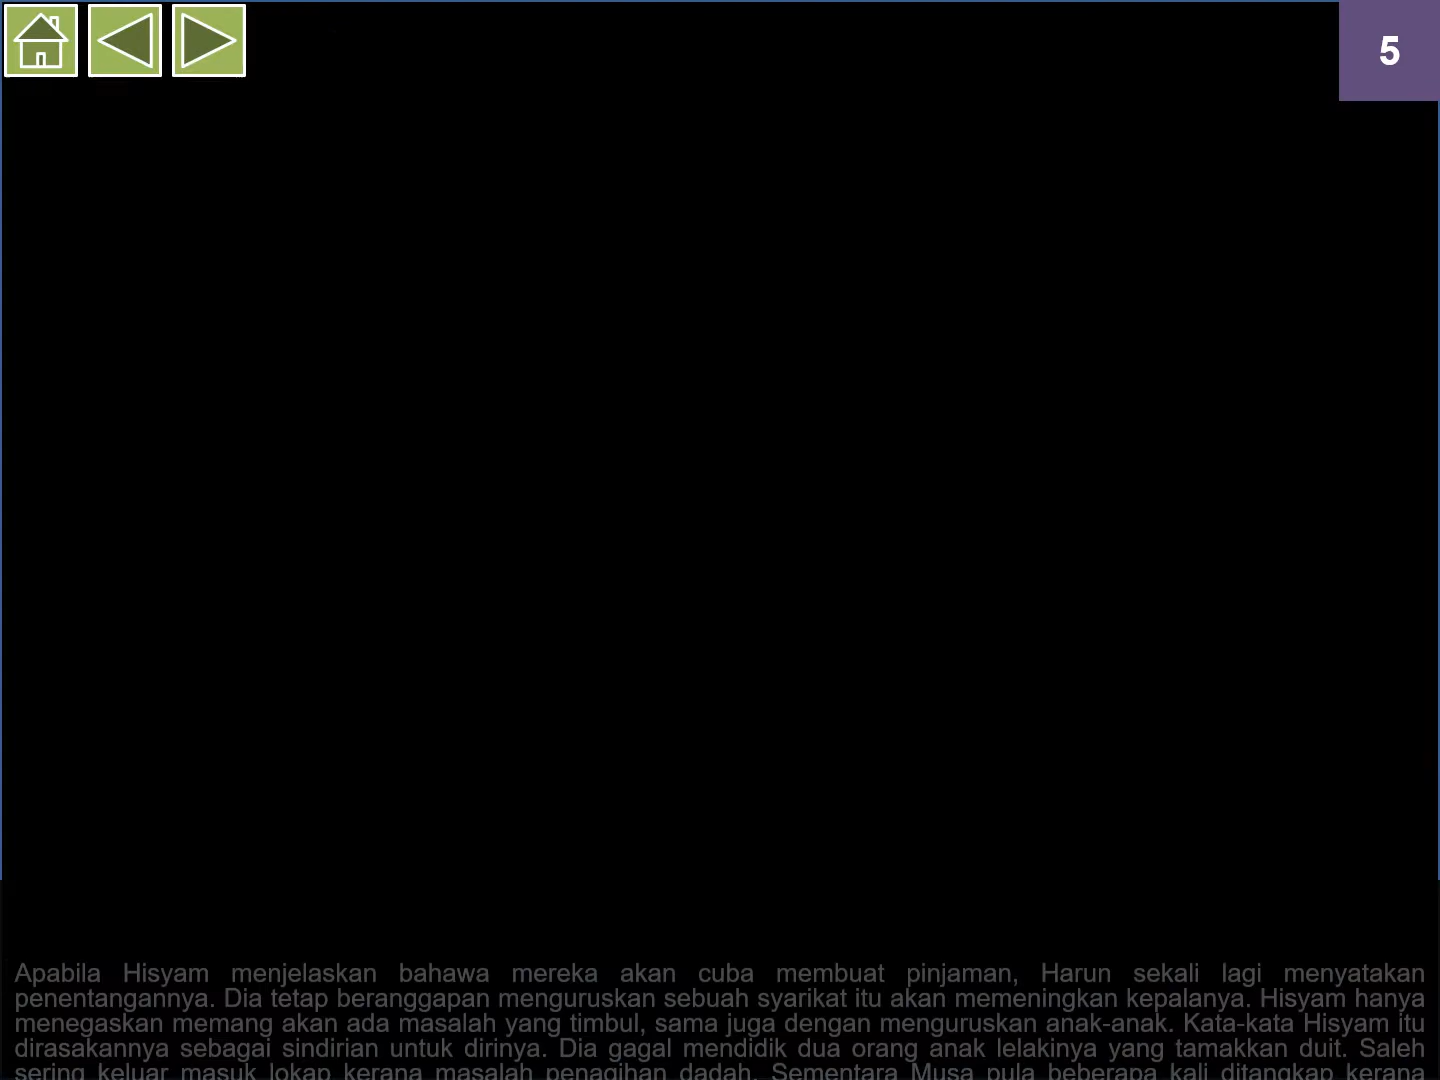 5
Apabila Hisyam menjelaskan bahawa mereka akan cuba membuat pinjaman, Harun sekali lagi menyatakan
penentangannya. Dia tetap beranggapan menguruskan sebuah syarikat itu akan memeningkan kepalanya. Hisyam hanya
menegaskan memang akan ada masalah yang timbul, sama juga dengan menguruskan anak-anak. Kata-kata Hisyam itu
dirasakannya sebagai sindirian untuk dirinya. Dia gagal mendidik dua orang anak lelakinya yang tamakkan duit. Saleh
sering keluar masuk lokap kerana masalah penagihan dadah. Sementara Musa pula beberapa kali ditangkap kerana